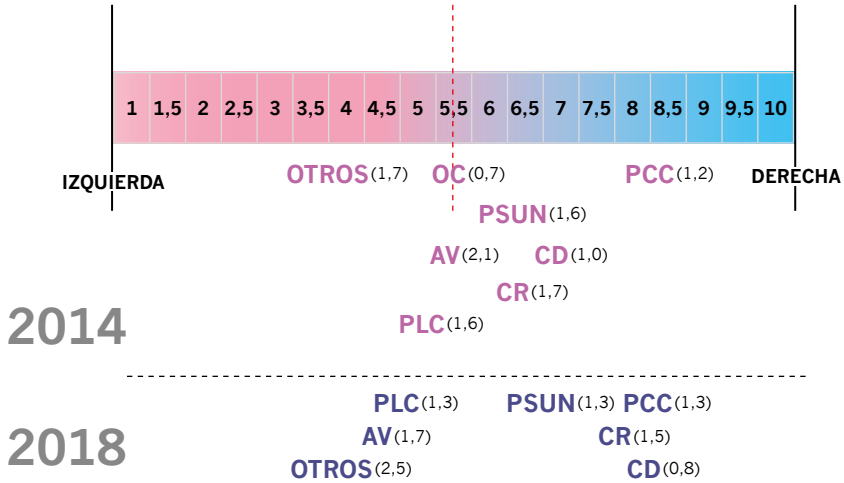 1 1,5 2 2,5 3 3,5 4 4,5 5 5,5 6 6,5 7 7,5 8 8,5 9 9,5 10
IZQUIERDA
DERECHA
OTROS(1,7) OC(0,7) PCC(1,2)
PSUN(1,6)
AV(2,1) CD(1,0)
CR(1,7)
2014
PLC(1,6)
PLC(1,3) PSUN(1,3) PCC(1,3)
2018
AV(1,7) CR(1,5)
OTROS(2,5) CD(0,8)